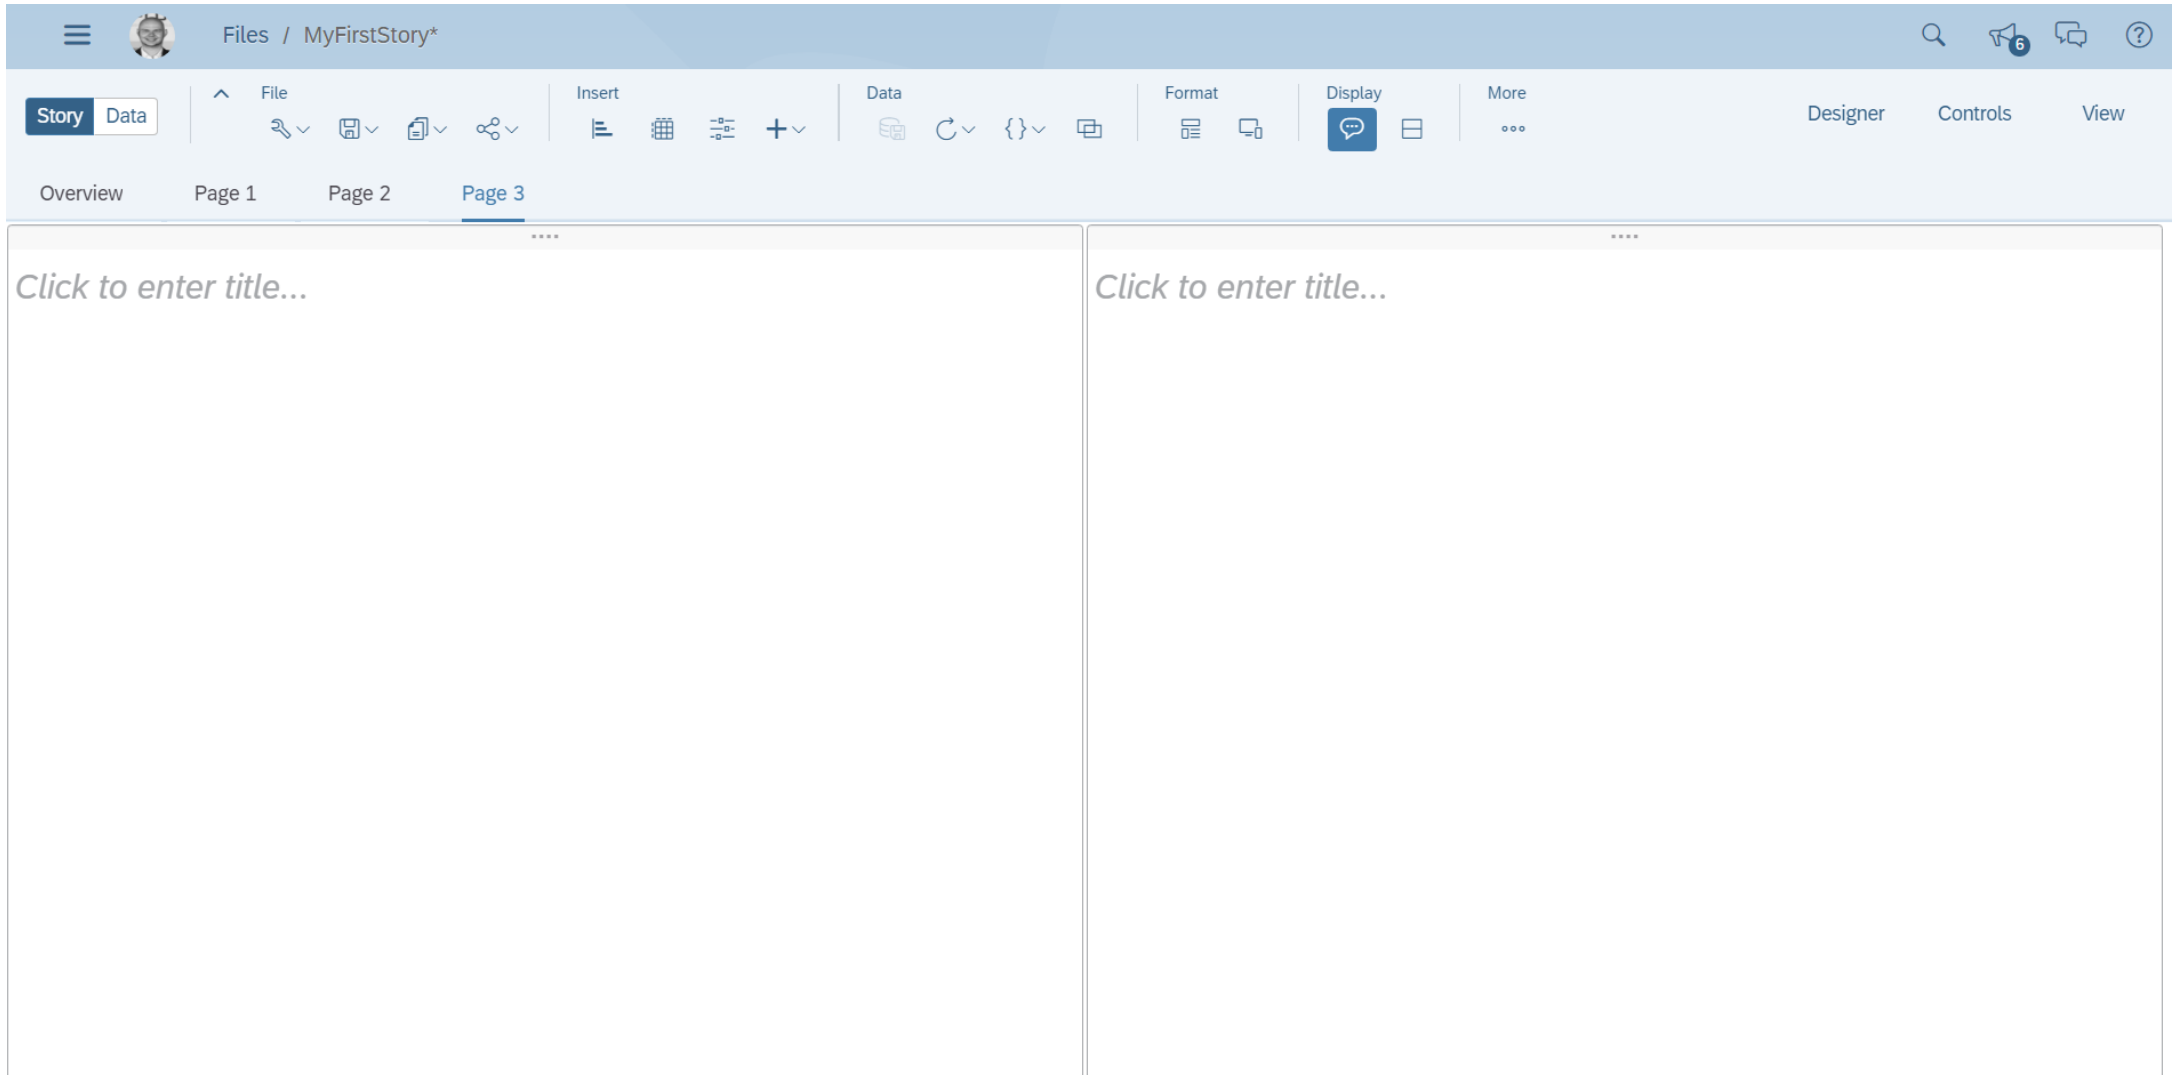 Files / MyFirstStory*
6
Story Data
File
Insert
Data
Format
Display
More
Designer
Controls
View
Overview
Page 1
Page 2
Page 3
Click to enter title...
Click to enter title...